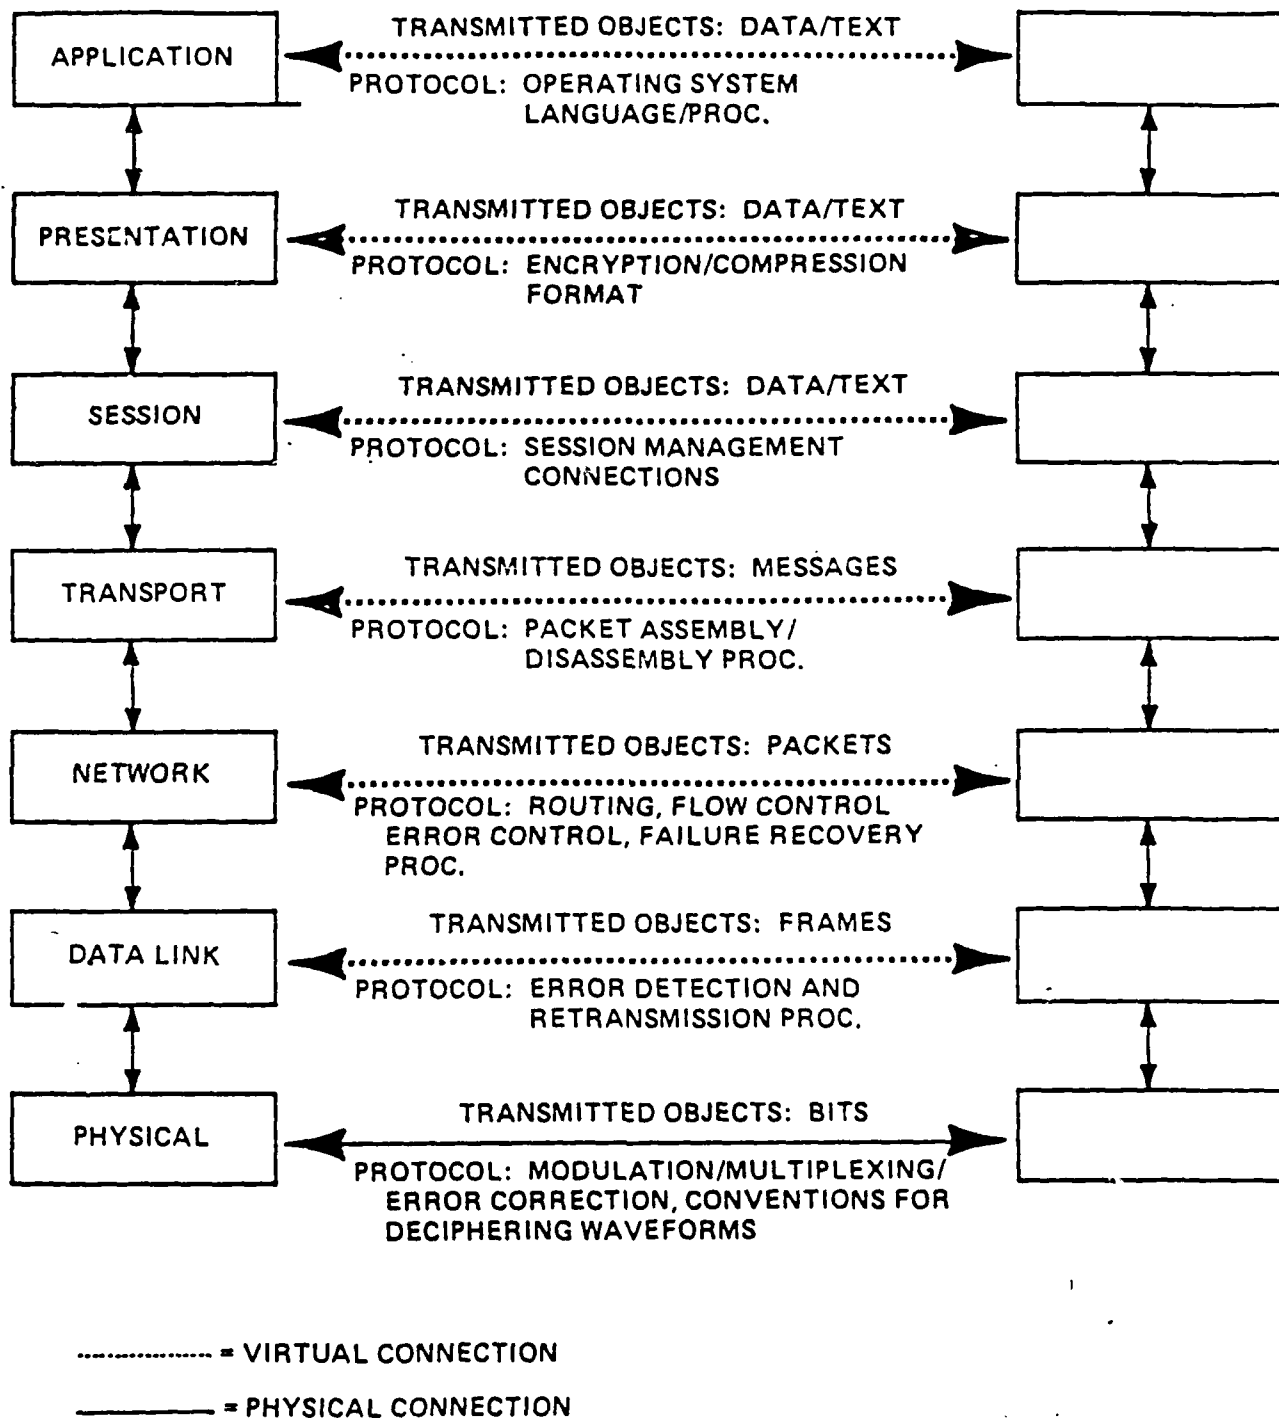 TRANSMITTED OBJECTS: DATA/TEXT
APPLICATION
PROTOCOL: OPERATING SYSTEM
LANGUAGE/PROC.
TRANSMITTED OBJECTS: DATA/TEXT
PRESENTATION
PROTOCOL: ENCRYPTION/COMPRESSION
FORMAT
TRANSMITTED OBJECTS: DATA/TEXT
SESSION
PROTOCOL: SESSION MANAGEMENT
CONNECTIONS
TRANSMITTED OBJECTS: MESSAGES
TRANSPORT
PROTOCOL: PACKET ASSEMBLY/
DISASSEMBLY PROC.
TRANSMITTED OBJECTS: PACKETS
NETWORK
PROTOCOL: ROUTING, FLOW CONTROL
ERROR CONTROL, FAILURE RECOVERY
PROC.
TRANSMITTED OBJECTS: FRAMES
DATA LINK
PROTOCOL: ERROR DETECTION AND
RETRANSMISSION PROC.
TRANSMITTED OBJECTS: BITS
PHYSICAL
PROTOCOL: MODULATION/MULTIPLEXING/
ERROR CORRECTION, CONVENTIONS FOR
DECIPHERING WAVEFORMS
= VIRTUAL CONNECTION
= PHYSICAL CONNECTION